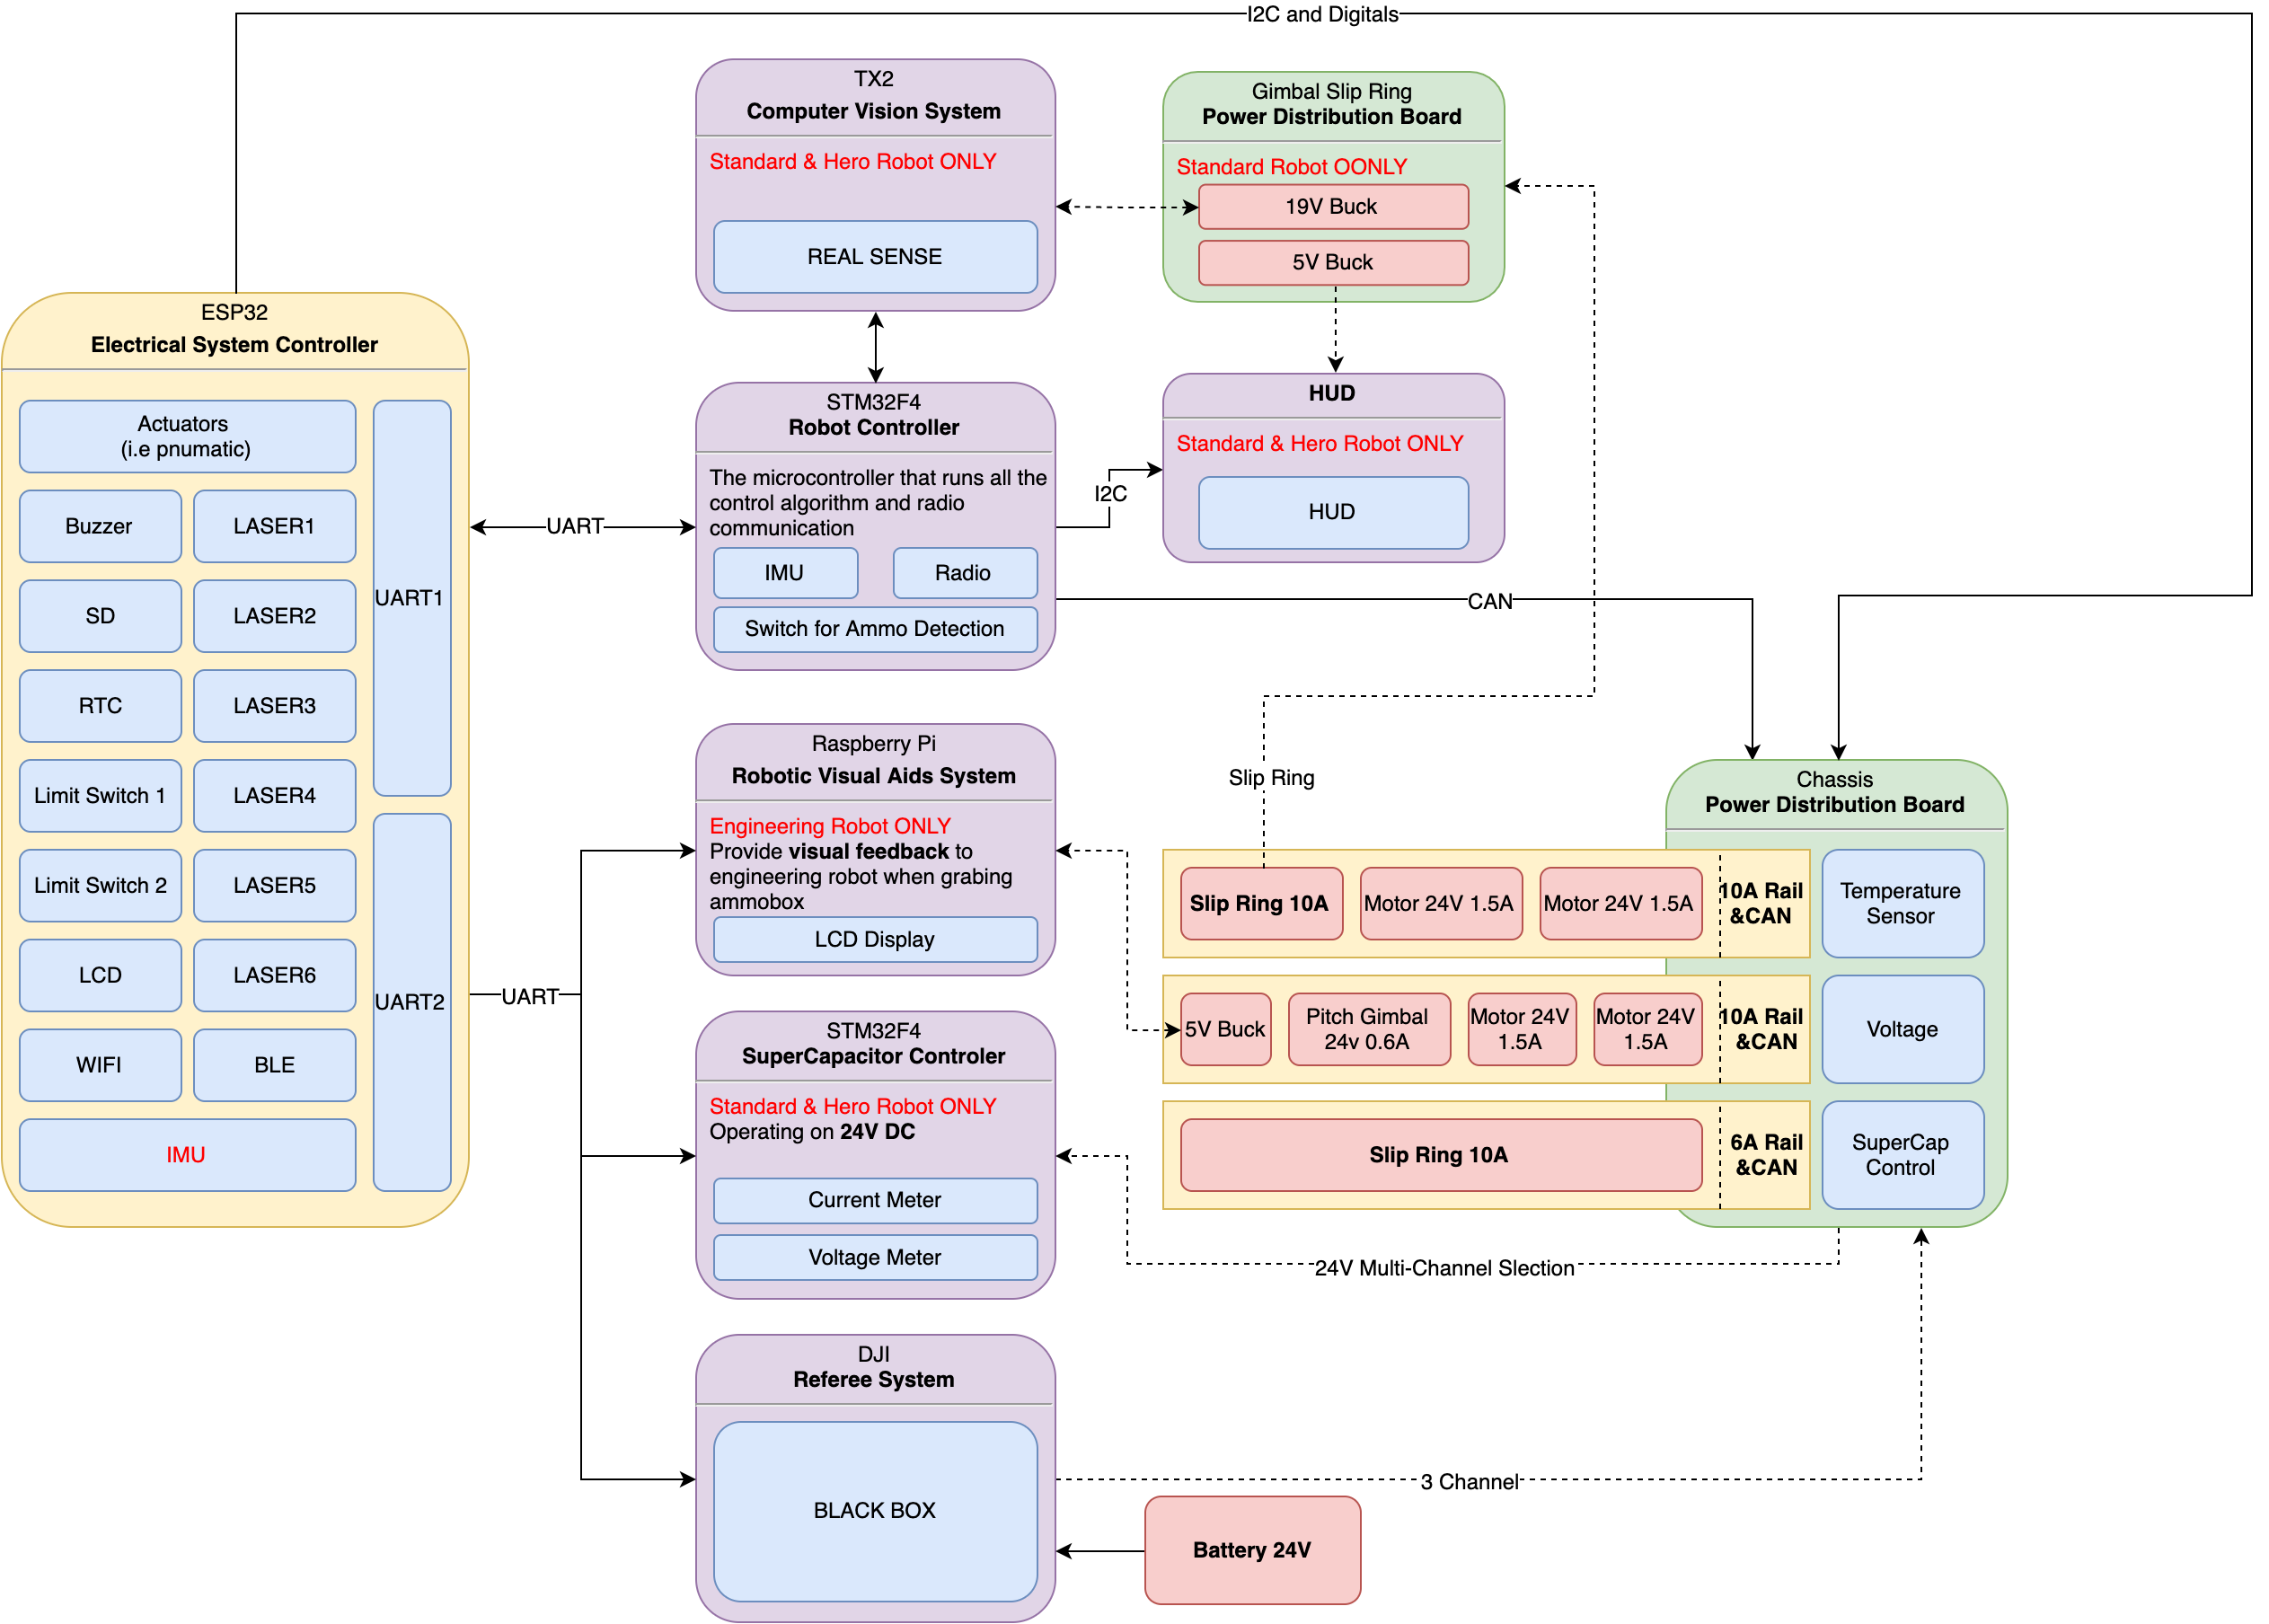 I2C and Digitals
TX2
Computer Vision System
Standard & Hero Robot ONLY
REAL SENSE
Gimbal Slip Ring
Power Distribution Board
Standard Robot OONLY
19V Buck
5V Buck
ESP32
Electrical System Controller
Actuators
(i.e pnumatic)
Buzzer
LASER1
SD
LASER2
RTC
LASER3
Limit Switch 1
LASER4
Limit Switch 2
LASER5
LCD
LASER6
WIFI
BLE
IMU
UART1
UART2
UART
STM32F4
Robot Controller
The microcontroller that runs all the
control algorithm and radio
communication
IMU
Radio
Switch for Ammo Detection
I2C
HUD
Standard & Hero Robot ONLY
HUD
CAN
Slip Ring
UART
Raspberry Pi
Robotic Visual Aids System
Engineering Robot ONLY
Provide visual feedback to
engineering robot when grabing
ammobox
LCD Display
STM32F4
SuperCapacitor Controler
Standard & Hero Robot ONLY
Operating on 24V DC
Current Meter
Voltage Meter
Chassis
Power Distribution Board
Slip Ring 10A
Motor 24V 1.5A
Motor 24V 1.5A
10A Rail
&CAN
Temperature
Sensor
5V Buck
Pitch Gimbal
24v 0.6A
Motor 24V
1.5A
Motor 24V
1.5A
10A Rail
&CAN
Voltage
Slip Ring 10A
6A Rail
&CAN
SuperCap
Control
24V Multi-Channel Slection
DJI
Referee System
BLACK BOX
3 Channel
Battery 24V